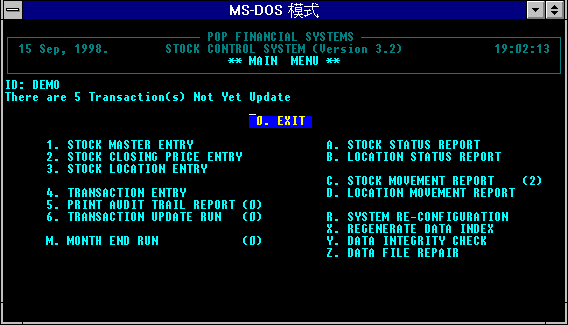 MS-DOS 模式
POP FINANCIAL SYSTEMS
15 Sep, 1998. STOCK CONTROL SYSTEM (Version 3.2) 19:02:13
** MAIN MENU **
ID: DEMO
There are 5 Transaction(s) Not Yet Update
0. EXIT
1. STOCK MASTER ENTRY
2. STOCK CLOSING PRICE ENTRY
3. STOCK LOCATION ENTRY
4. TRANSACTION ENTRY
5. PRINT AUDIT TRAIL REPORT (0)
6. TRANSACTION UPDATE RUN (0)
M. MONTH END RUN (0)
A. STOCK STATUS REPORT
B. LOCATION STATUS REPORT
C. STOCK MOVEMENT REPORT (2)
D. LOCATION MOVEMENT REPORT
R. SYSTEM RE-CONFIGURATION
X. REGENERATE DATA INDEX
Y. DATA INTEGRITY CHECK
Z. DATA FILE REPAIR